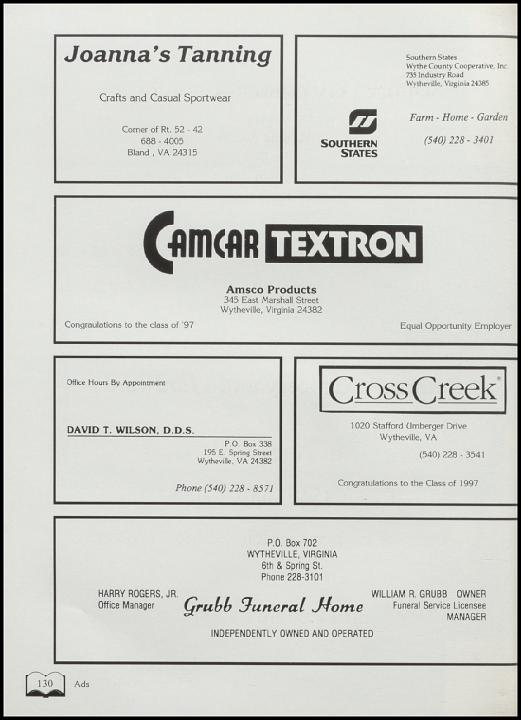 Joanna's Tanning
Crafts and Casual Sportwear
Corner of Rt. 52 - 42
688 - 4005
Bland , VA 24315
Southern States
Wythe County Cooperative, Inc.
735 Industry Road
Wytheville, Virginia 24385
Farm - Home - Garden
(540) 228 - 3401
SOUTHERN
STATES
CAMCAR TEXTRON
Amsco Products
345 East Marshall Street
Wytheville, Virginia 24382
Congraulations to the class of '97
Equal Opportunity Employer
Office Hours By Appointment
DAVID T. WILSON, D.D.S.
P.O. Box 338
195 E. Spring Street
Wytheville, VA 24382
Phone (540) 228 - 8571
CROSS CREEK®
1020 Stafford Umberger Drive
Wytheville, VA
(540) 228 - 3541
Congratulations to the Class of 1997
P.O. Box 702
WYTHEVILLE, VIRGINIA
6th & Spring St.
Phone 228-3101
HARRY ROGERS, JR.
Office Manager
Grubb Funeral Home
WILLIAM R. GRUBB OWNER
Funeral Service Licensee
MANAGER
INDEPENDENTLY OWNED AND OPERATED
130 Ads